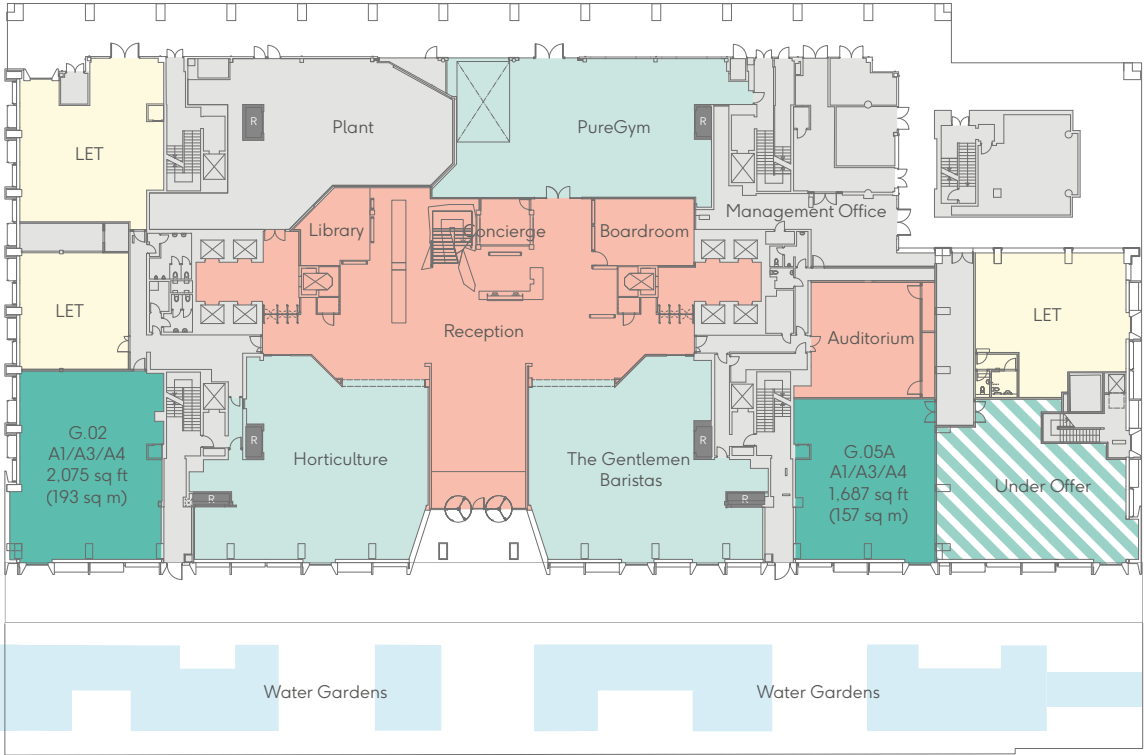 R
Plant
PureGym
R
LET
Management Office
Library
Concierge
Boardroom
LET
LET
Reception
Auditorium
G.02
A1/A3/A4
2,075 sq ft
(193 sq m)
R
Horticulture
R
The Gentlemen
Baristas
R
R
G.05A
A1/A3/A4
1,687 sq ft
(157 sq m)
Under Offer
Water Gardens
Water Gardens